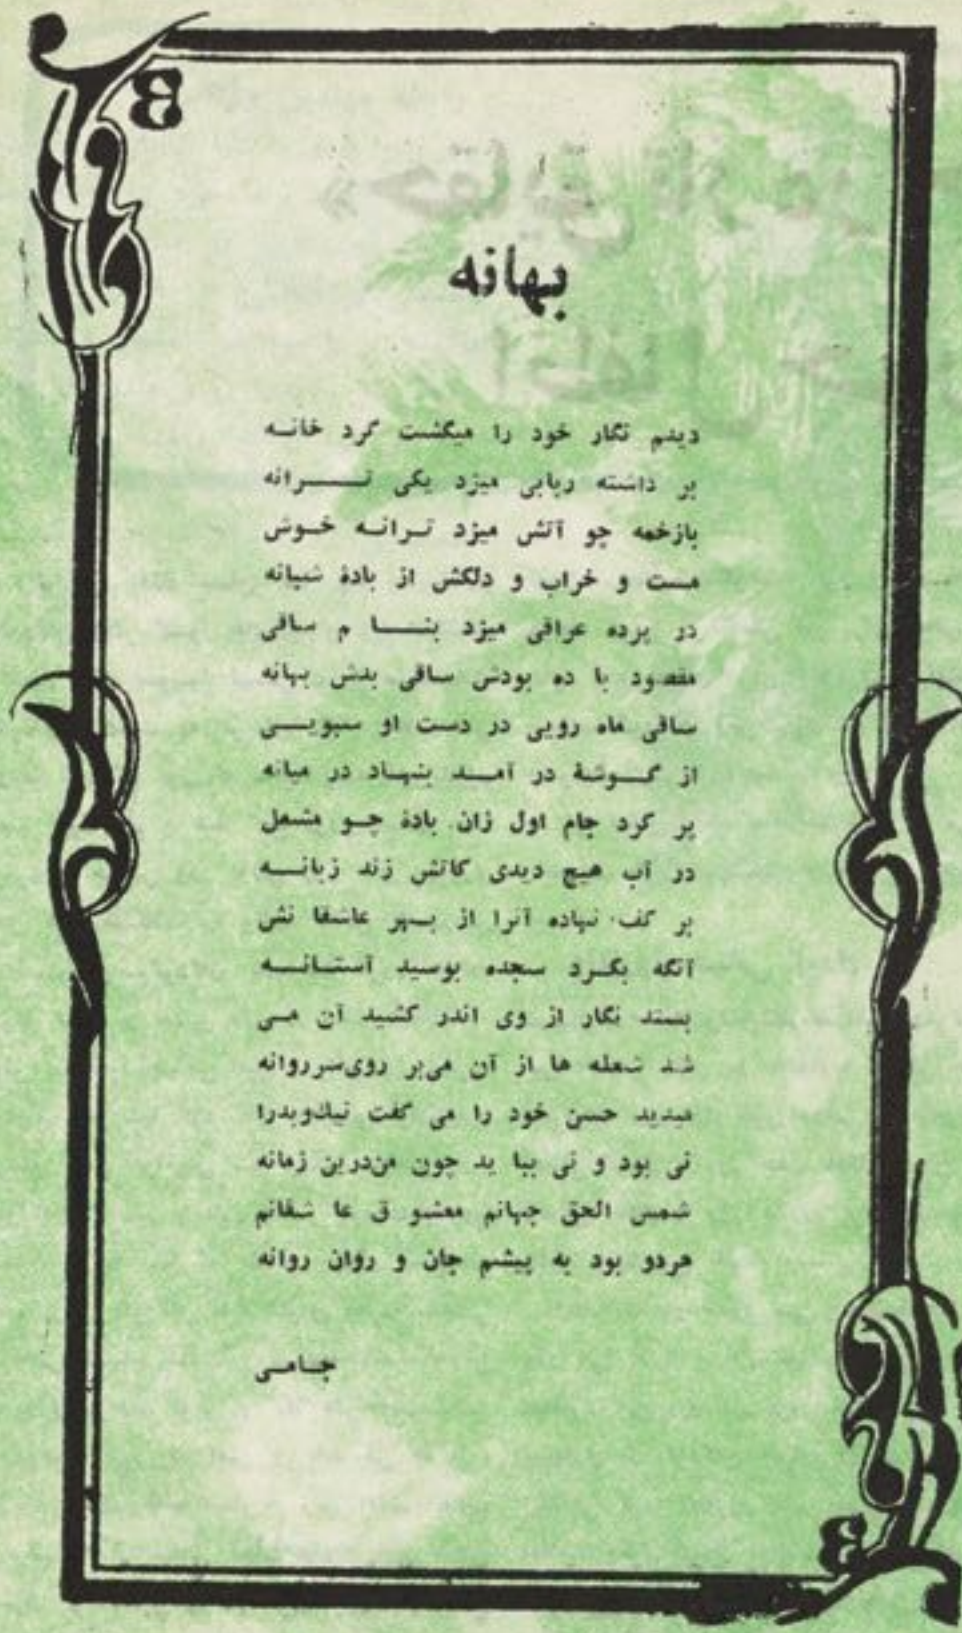 بهانه
دیدم نگار خود را میگشت گرد خانه
بر داشته ربابی میزد یکی ترانه
بازخمه چو آتش میزد ترانه خوش
مست و خراب و دلکش از بادهٔ شبانه
در پرده عراقی میزد بنا م ساقی
مقصود با ده بودش ساقی بدش بهانه
ساقی ماه رویی در دست او سبویی
از گوشهٔ در آمد بنهاد در میانه
پر کرد جام اول زان بادهٔ چو مشعل
در آب هیچ دیدی کاتش زند زبانه
بر کف نهاده آنرا از بهر عاشقا نش
آنگه بکرد سجده بوسید آستانه
بستد نگار از وی اندر کشید آن می
شد شعله ها از آن می‌بر روی‌سرروانه
میدید حسن خود را می گفت نیک‌وبدرا
نی بود و نی بیا ید چون من‌درین زمانه
شمس الحق جهانم معشو ق عا شقانم
هردو بود به پیشم جان و روان روانه
جامی